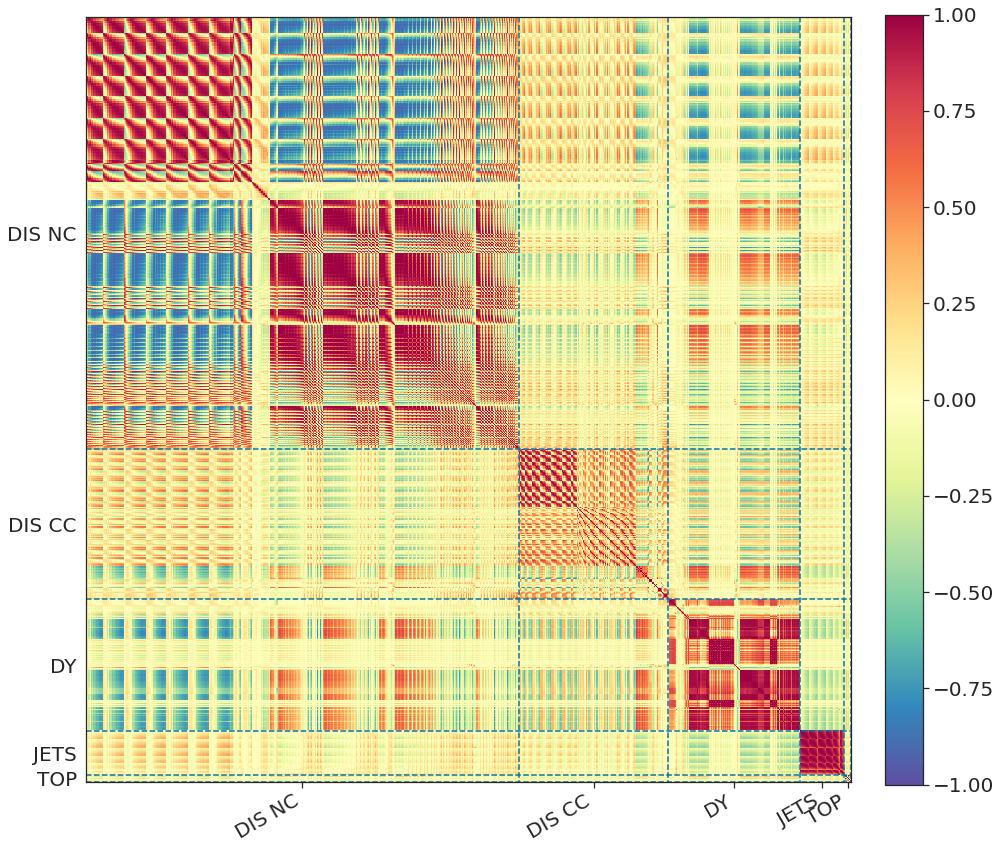 DIS NC
DIS CC
DY
JETS
TOP
DIS NC
DIS CC
DY
JETS
TOP
1.00
0.75
0.50
0.25
0.00
−0.25
−0.50
−0.75
−1.00